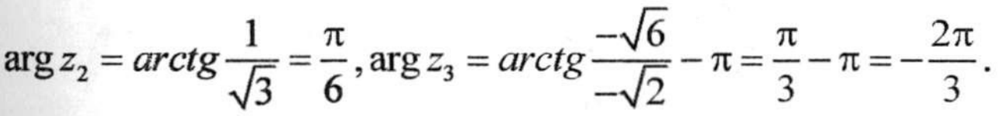 arg z₂ = arctg 1/√3 = π/6, arg z₃ = arctg -√6/-√2 - π = π/3 - π = -2π/3.